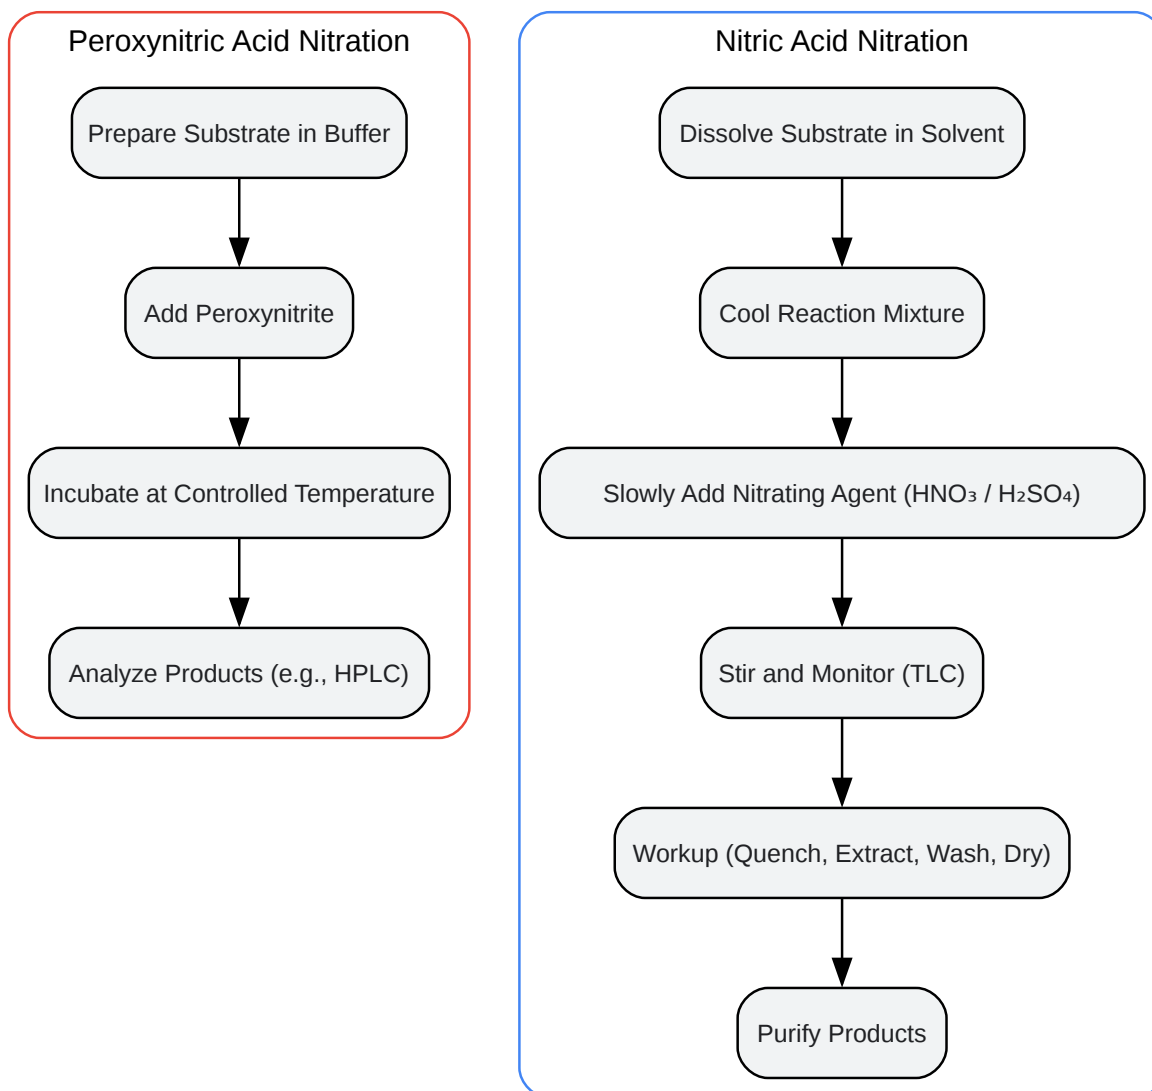 Peroxynitric Acid Nitration
Prepare Substrate in Buffer
Add Peroxynitrite
Incubate at Controlled Temperature
Analyze Products (e.g., HPLC)
Nitric Acid Nitration
Dissolve Substrate in Solvent
Cool Reaction Mixture
Slowly Add Nitrating Agent (HNO₃ / H₂SO₄)
Stir and Monitor (TLC)
Workup (Quench, Extract, Wash, Dry)
Purify Products